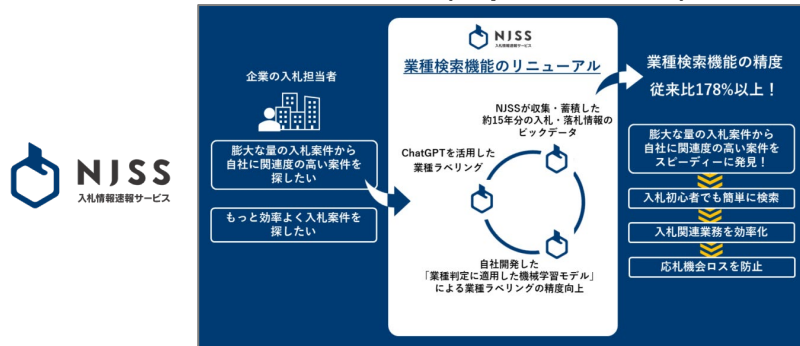 NJSS
入札情報速報サービス
企業の入札担当者
膨大な量の入札案件から
自社に関連度の高い案件を
探したい
もっと効率よく入札案件を
探したい
NJSS
入札情報速報サービス
業種検索機能のリニューアル
NJSSが収集・蓄積した
約15年分の入札・落札情報の
ビックデータ
ChatGPTを活用した
業種ラベリング
自社開発した
「業種判定に適用した機械学習モデル」
による業種ラベリングの精度向上
業種検索機能の精度
従来比178%以上！
膨大な量の入札案件から
自社に関連度の高い案件を
スピーディーに発見！
入札初心者でも簡単に検索
入札関連業務を効率化
応札機会ロスを防止